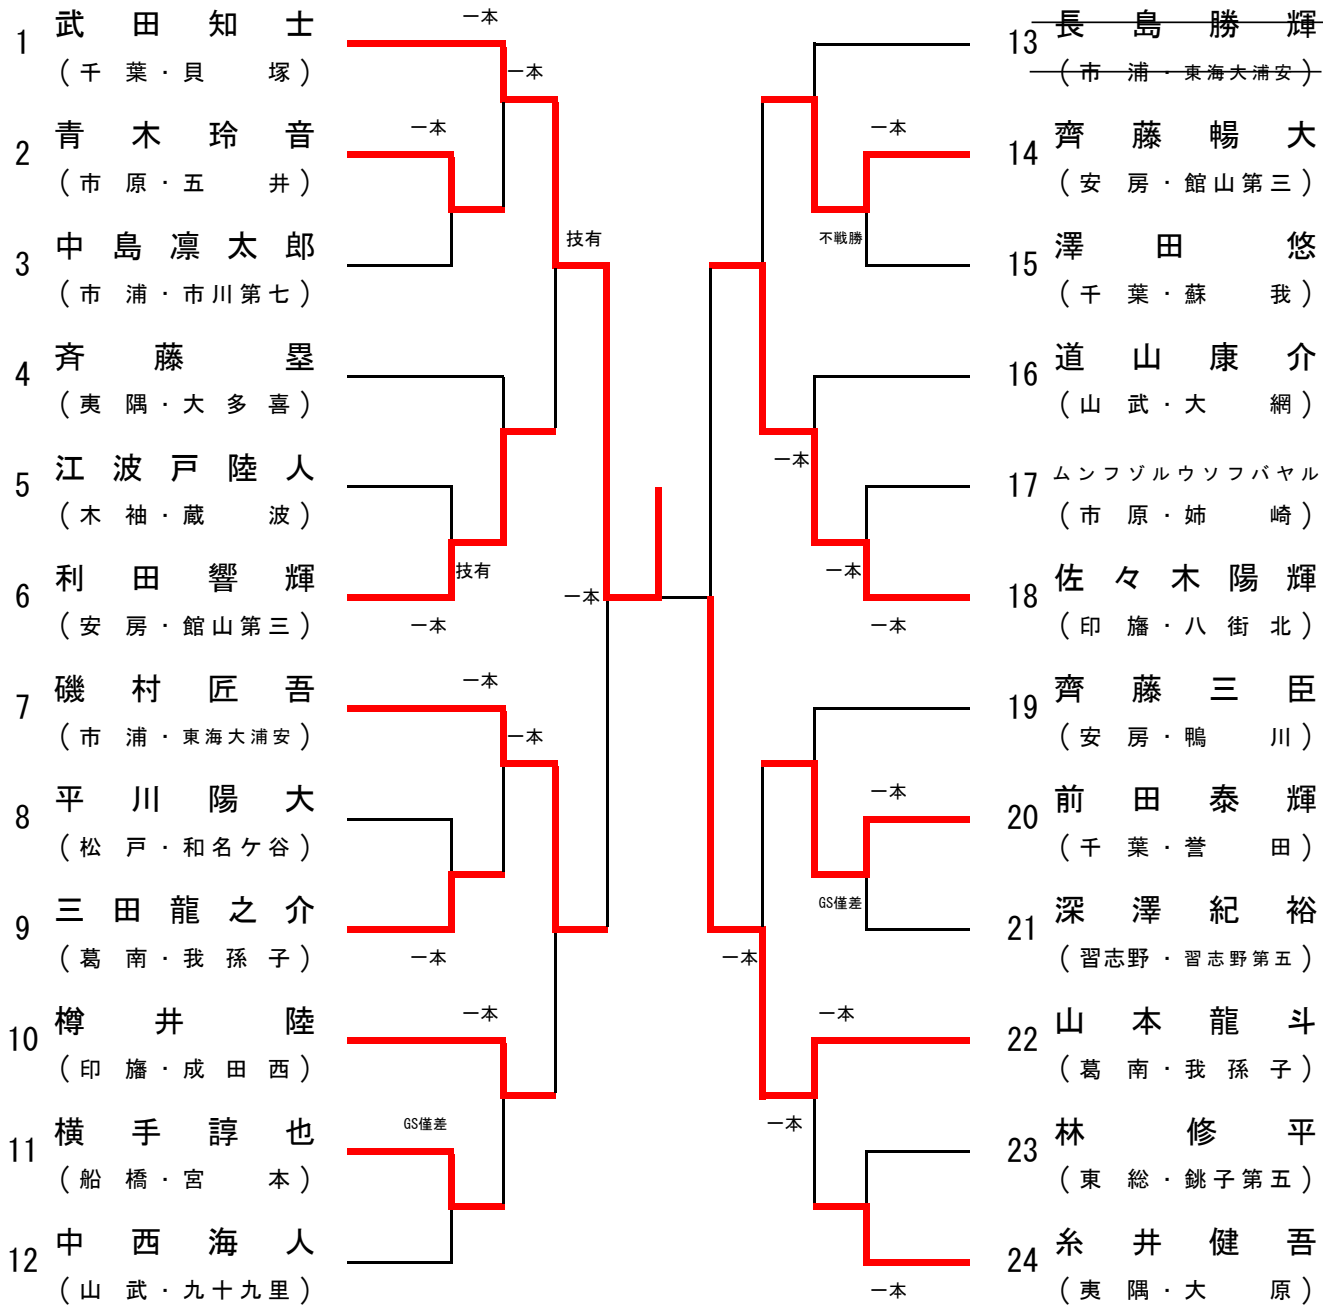 1 武田知士
（千葉・貝塚）
2 青木玲音
（市原・五井）
3 中島凛太郎
（市浦・市川第七）
4 斉藤塁
（夷隅・大多喜）
5 江波戸陸人
（木袖・蔵波）
6 利田響輝
（安房・館山第三）
7 磯村匠吾
（市浦・東海大浦安）
8 平川陽大
（松戸・和名ケ谷）
9 三田龍之介
（葛南・我孫子）
10 樽井陸
（印旛・成田西）
11 横手諄也
（船橋・宮本）
12 中西海人
（山武・九十九里）
一本
一本
一本
技有
技有
一本
一本
一本
一本
一本
一本
GS僅差
13 長島勝輝
（市浦・東海大浦安）
14 齊藤暢大
（安房・館山第三）
15 澤田悠
（千葉・蘇我）
16 道山康介
（山武・大網）
17 ムンフゾルウソフバヤル
（市原・姉崎）
18 佐々木陽輝
（印旛・八街北）
19 齊藤三臣
（安房・鴨川）
20 前田泰輝
（千葉・誉田）
21 深澤紀裕
（習志野・習志野第五）
22 山本龍斗
（葛南・我孫子）
23 林修平
（東総・銚子第五）
24 糸井健吾
（夷隅・大原）
一本
不戦勝
一本
一本
一本
一本
GS僅差
一本
一本
一本
一本